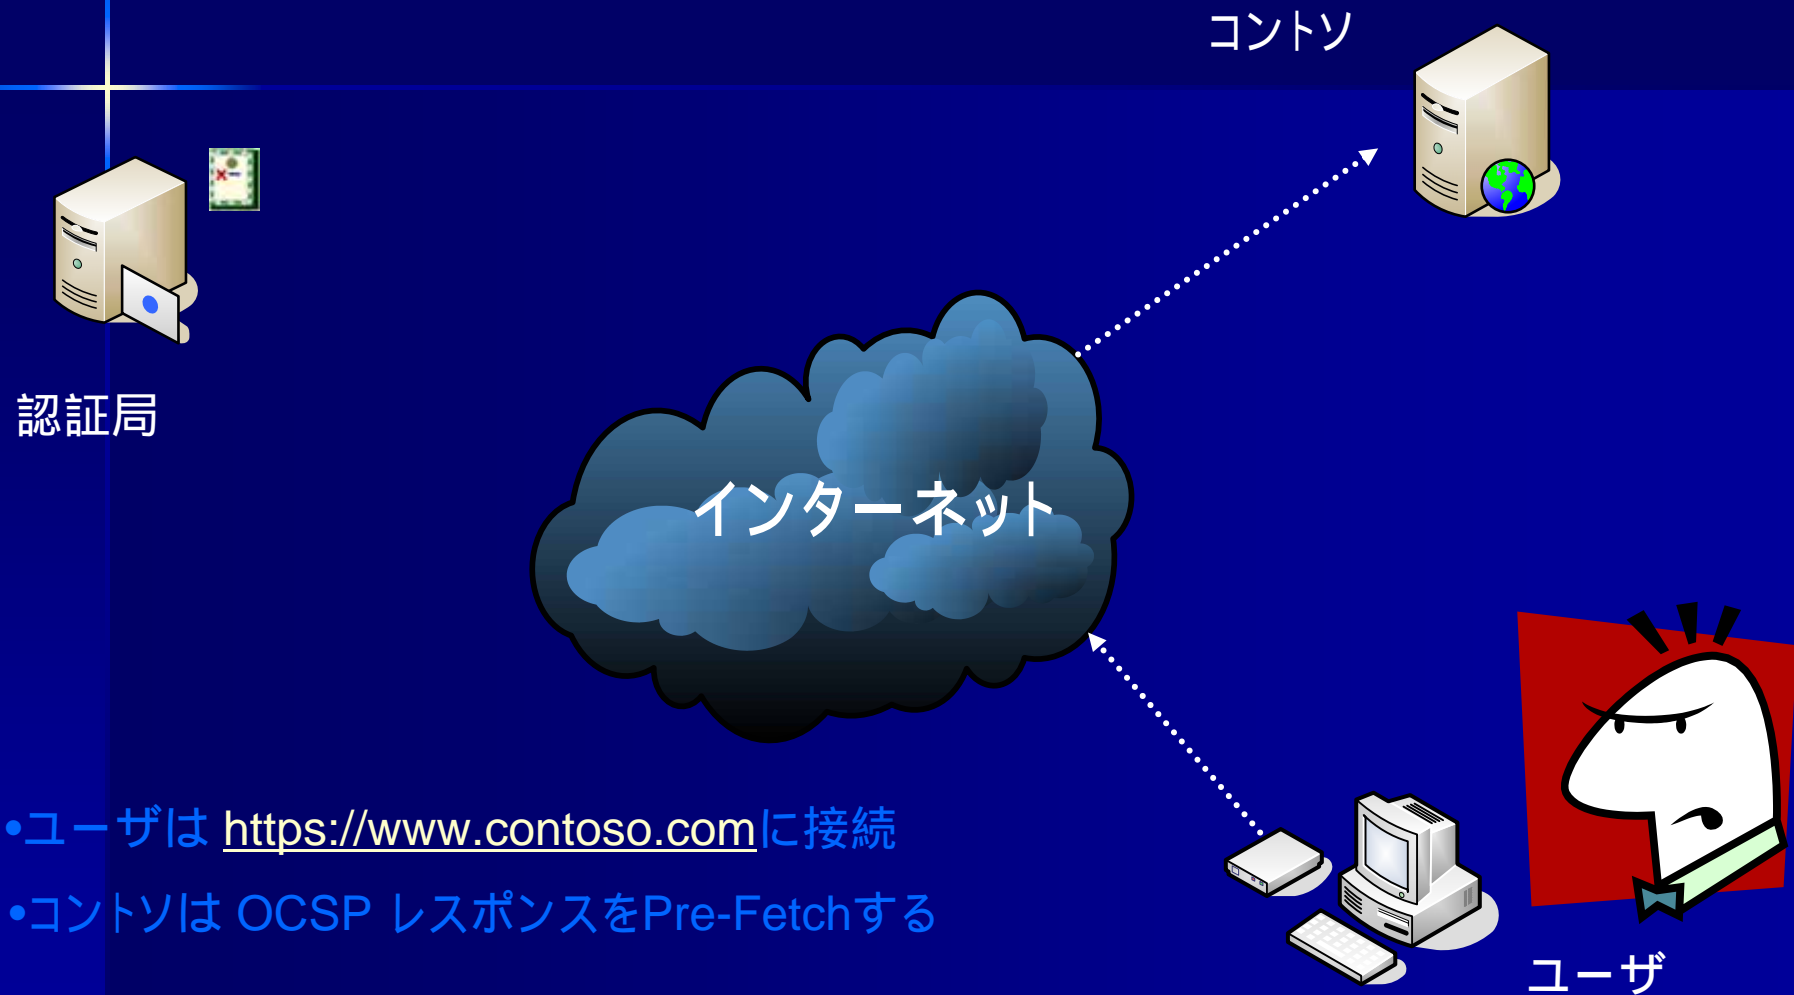 コントソ
認証局
インターネット
•ユーザは https://www.contoso.comに接続
•コントソは OCSP レスポンスをPre-Fetchする
ユーザ